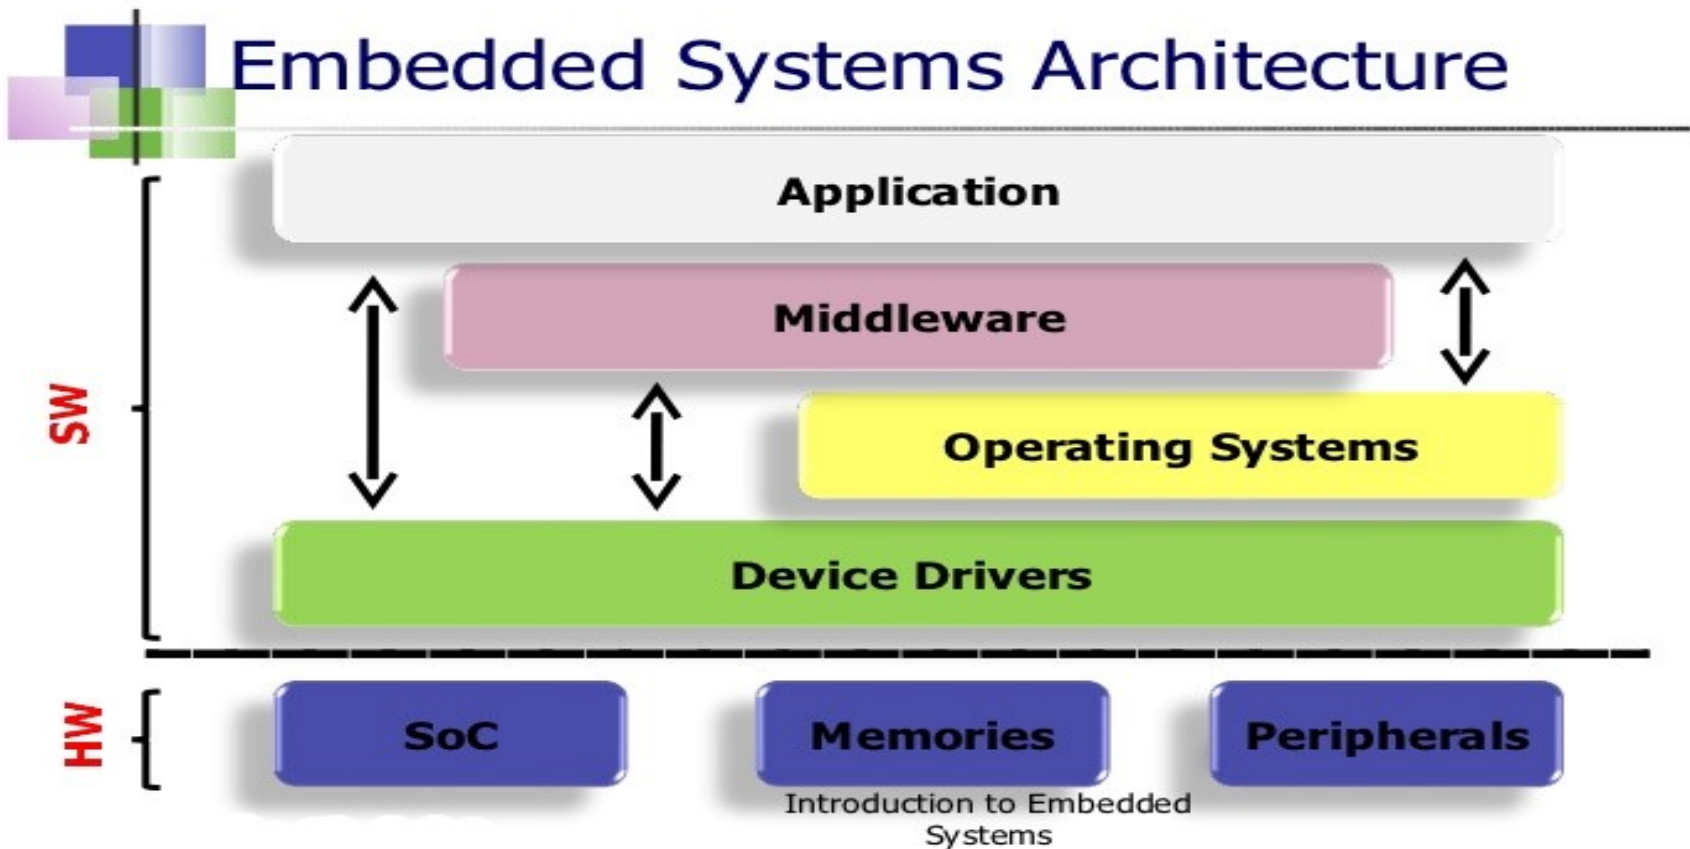 Embedded Systems Architecture
Application
Middleware
Operating Systems
Device Drivers
SW
HW
SoC
Memories
Peripherals
Introduction to Embedded
Systems